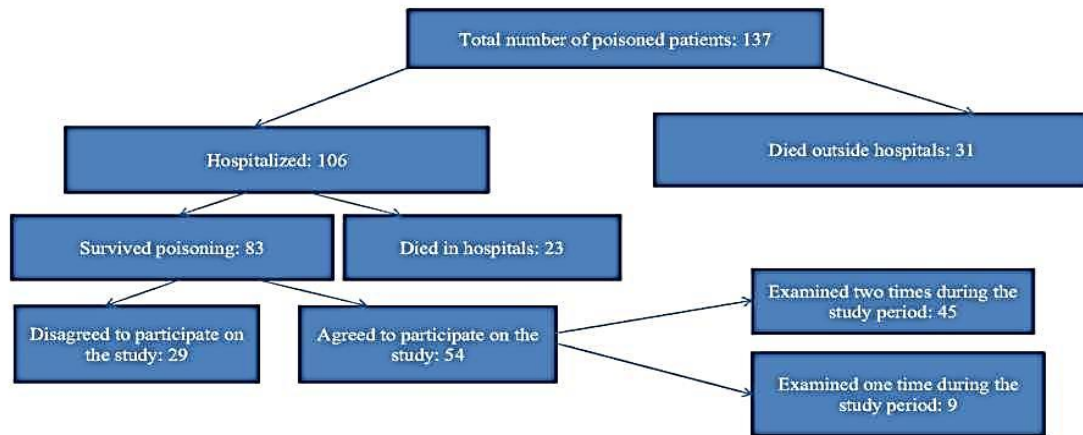 Total number of poisoned patients: 137
Hospitalized: 106
Died outside hospitals: 31
Survived poisoning: 83
Died in hospitals: 23
Disagreed to participate on
the study: 29
Agreed to participate on the
study: 54
Examined two times during the
study period: 45
Examined one time during the
study period: 9